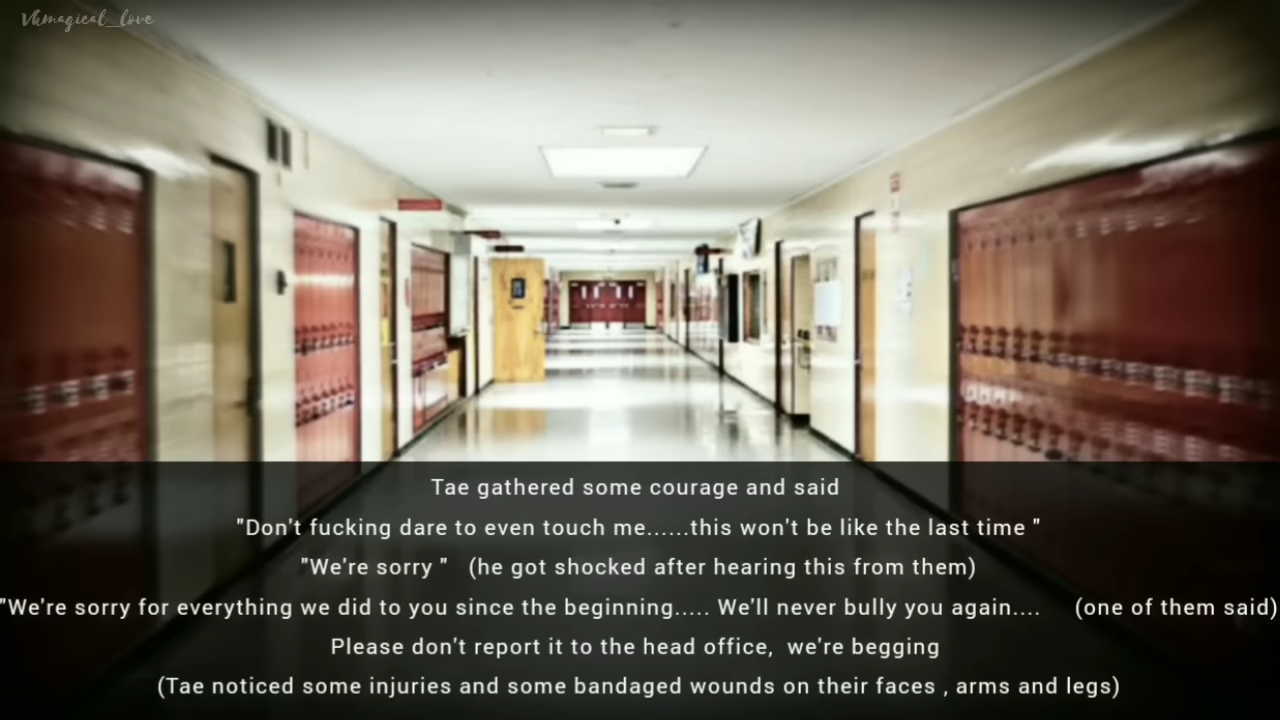 Vkmagical_love
Tae gathered some courage and said
"Don't fucking dare to even touch me......this won't be like the last time "
"We're sorry " (he got shocked after hearing this from them)
"We're sorry for everything we did to you since the beginning..... We'll never bully you again.... (one of them said)
Please don't report it to the head office, we're begging
(Tae noticed some injuries and some bandaged wounds on their faces , arms and legs)